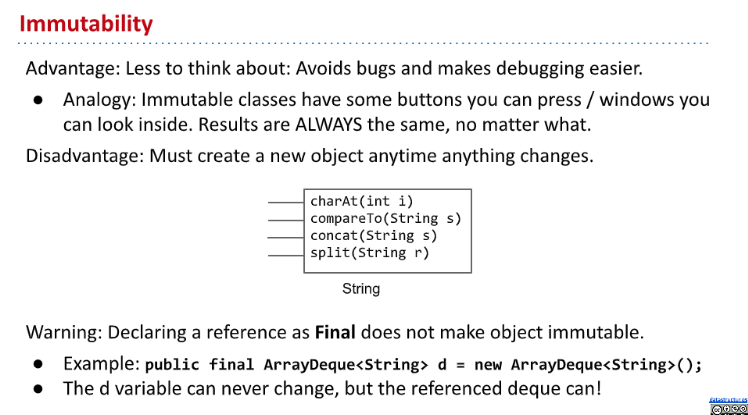 Immutability
Advantage: Less to think about: Avoids bugs and makes debugging easier.
● Analogy: Immutable classes have some buttons you can press / windows you
can look inside. Results are ALWAYS the same, no matter what.
Disadvantage: Must create a new object anytime anything changes.
charAt(int i)
compareTo(String s)
concat(String s)
split(String r)
String
Warning: Declaring a reference as Final does not make object immutable.
● Example: public final ArrayDeque<String> d = new ArrayDeque<String>();
● The d variable can never change, but the referenced deque can!
datastructur.es